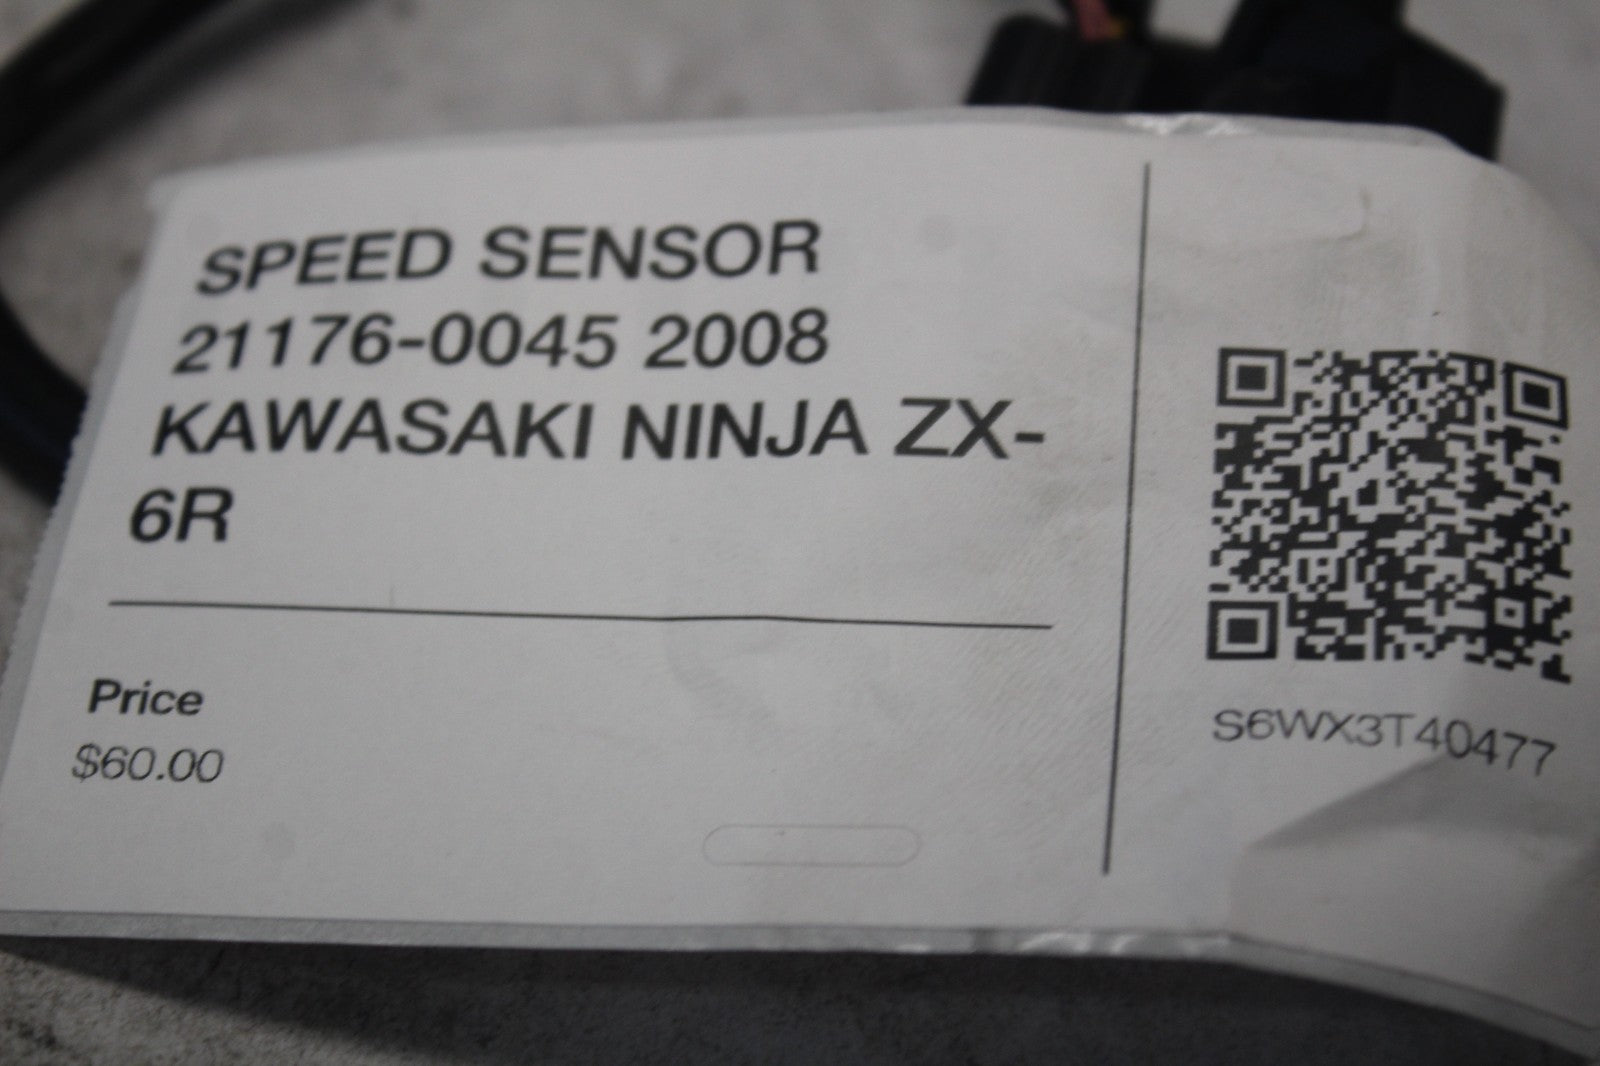 SPEED SENSOR
21176-0045 2008
KAWASAKI NINJA ZX-
6R
Price
$60.00
S6WX3T40477